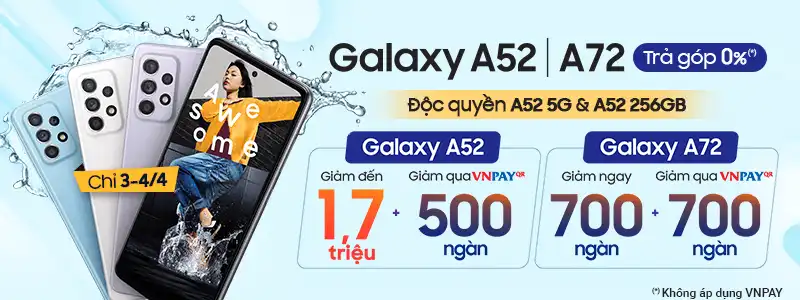 Galaxy A52 | A72 Trả góp 0%(*)
Độc quyền A52 5G & A52 256GB
Awe
some
Chỉ 3-4/4
Galaxy A52
Giảm đến
1,7
triệu
+
Giảm qua VNPAYQR
500
ngàn
Galaxy A72
Giảm ngay
700
ngàn
+
Giảm qua VNPAYQR
700
ngàn
(*) Không áp dụng VNPAY